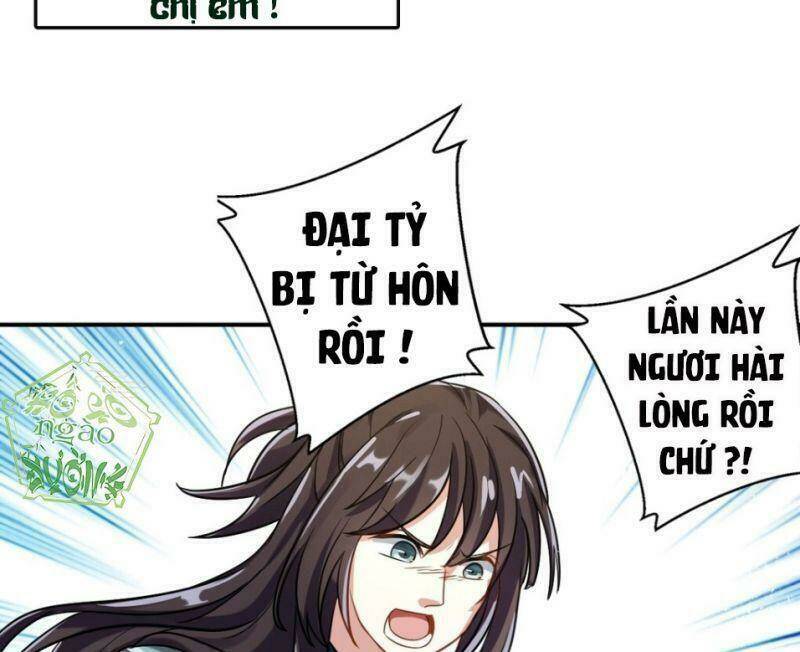 chị em !
ĐẠI TỶ
BỊ TỪ HÔN
RỒI !
LẦN NÀY
NGƯƠI HÀI
LÒNG RỒI
CHỨ ?!
ngạo